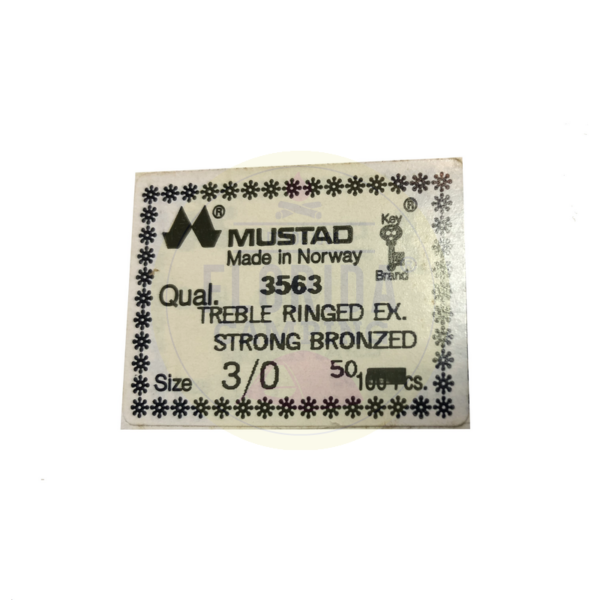 ®
MUSTAD
Made in Norway
Key
Brand
®
Qual. 3563
TREBLE RINGED EX.
STRONG BRONZED
Size 3/0 50 100 Pcs.
FLORIDA